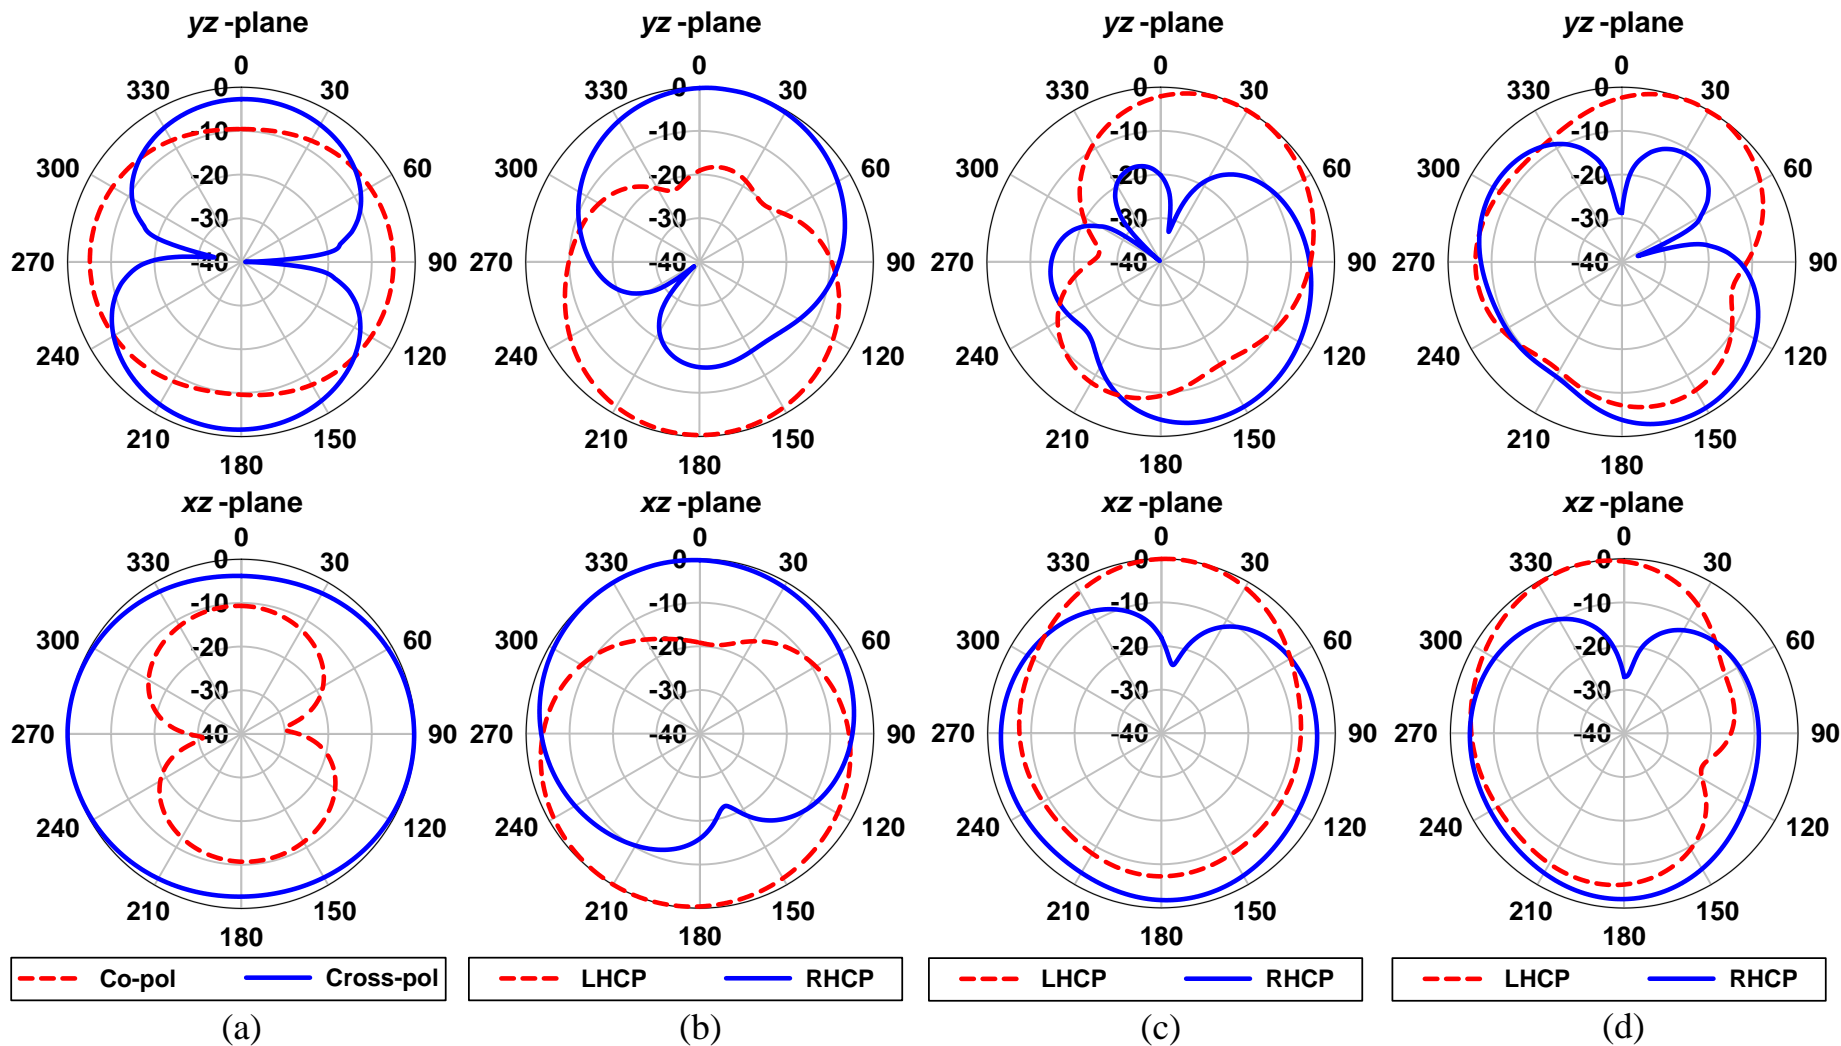 yz -plane yz -plane yz -plane yz -plane
0 0 0 0
330 0 30 330 0 30 330 0 30 330 0 30
-10 -10 -10 -10
300 -20 60 300 -20 60 300 -20 60 300 -20 60
-30 -30 -30 -30
270 -40 90 270 -40 90 270 -40 90 270 -40 90
240 120 240 120 240 120 240 120
210 150 210 150 210 150 210 150
180 180 180 180
xz -plane xz -plane xz -plane xz -plane
0 0 0 0
330 0 30 330 0 30 330 0 30 330 0 30
-10 -10 -10 -10
300 -20 60 300 -20 60 300 -20 60 300 -20 60
-30 -30 -30 -30
270 -40 90 270 -40 90 270 -40 90 270 -40 90
240 120 240 120 240 120 240 120
210 150 210 150 210 150 210 150
180 180 180 180
Co-pol Cross-pol LHCP RHCP LHCP RHCP LHCP RHCP
(a) (b) (c) (d)